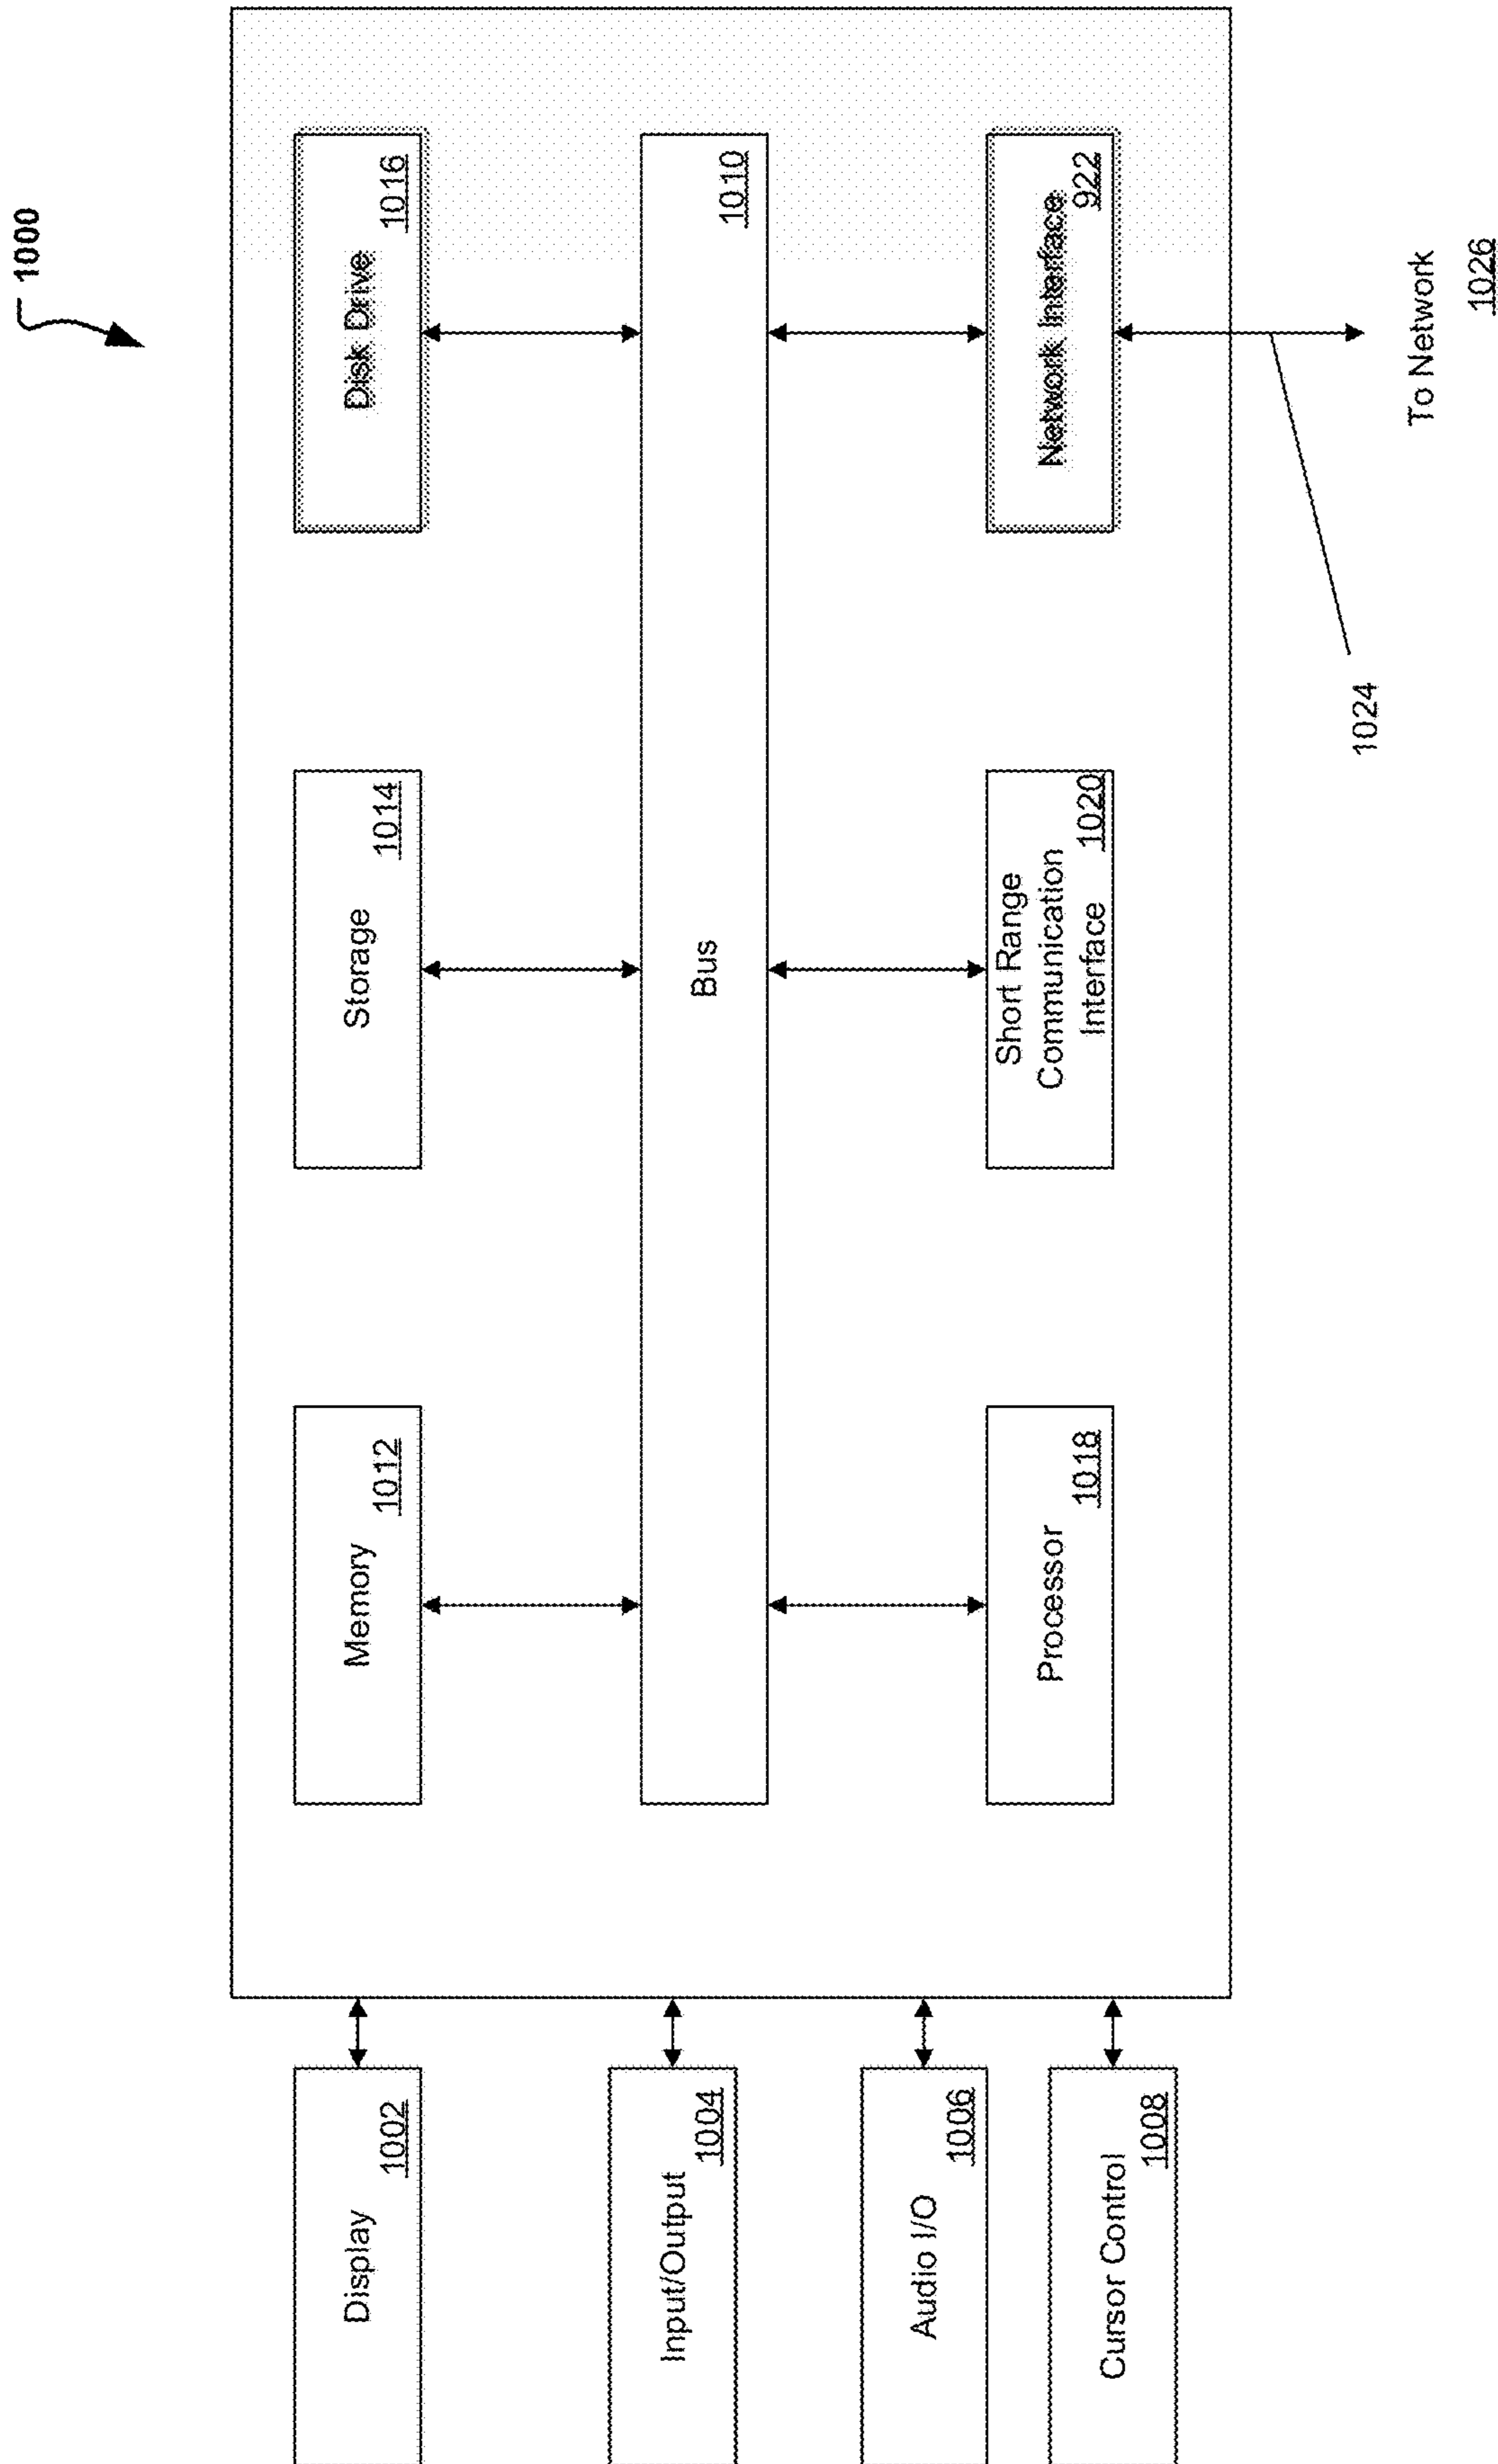 1000
Display
1002
Input/Output
1004
Audio I/O
1006
Cursor Control
1008
Memory
1012
Storage
1014
Disk Drive
1016
Bus
1010
Processor
1018
Short Range
Communication
Interface 1020
Network Interface
922
1024
To Network
1026